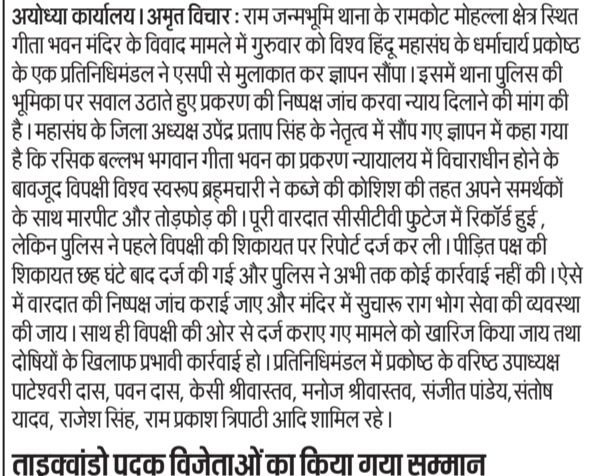 अयोध्या कार्यालय। अमृत विचार : राम जन्मभूमि थाना के रामकोट मोहल्ला क्षेत्र स्थित
गीता भवन मंदिर के विवाद मामले में गुरुवार को विश्व हिंदू महासंघ के धर्माचार्य प्रकोष्ठ
के एक प्रतिनिधिमंडल ने एसपी से मुलाकात कर ज्ञापन सौंपा। इसमें थाना पुलिस की
भूमिका पर सवाल उठाते हुए प्रकरण की निष्पक्ष जांच करवा न्याय दिलाने की मांग की
है। महासंघ के जिला अध्यक्ष उपेंद्र प्रताप सिंह के नेतृत्व में सौंप गए ज्ञापन में कहा गया
है कि रसिक बल्लभ भगवान गीता भवन का प्रकरण न्यायालय में विचाराधीन होने के
बावजूद विपक्षी विश्व स्वरूप ब्रह्मचारी ने कब्जे की कोशिश की तहत अपने समर्थकों
के साथ मारपीट और तोड़फोड़ की। पूरी वारदात सीसीटीवी फुटेज में रिकॉर्ड हुई ,
लेकिन पुलिस ने पहले विपक्षी की शिकायत पर रिपोर्ट दर्ज कर ली। पीड़ित पक्ष की
शिकायत छह घंटे बाद दर्ज की गई और पुलिस ने अभी तक कोई कार्रवाई नहीं की। ऐसे
में वारदात की निष्पक्ष जांच कराई जाए और मंदिर में सुचारू राग भोग सेवा की व्यवस्था
की जाय। साथ ही विपक्षी की ओर से दर्ज कराए गए मामले को खारिज किया जाय तथा
दोषियों के खिलाफ प्रभावी कार्रवाई हो। प्रतिनिधिमंडल में प्रकोष्ठ के वरिष्ठ उपाध्यक्ष
पाटेश्वरी दास, पवन दास, केसी श्रीवास्तव, मनोज श्रीवास्तव, संजीत पांडेय, संतोष
यादव, राजेश सिंह, राम प्रकाश त्रिपाठी आदि शामिल रहे।
ताइक्वांडो पदक विजेताओं का किया गया सम्मान